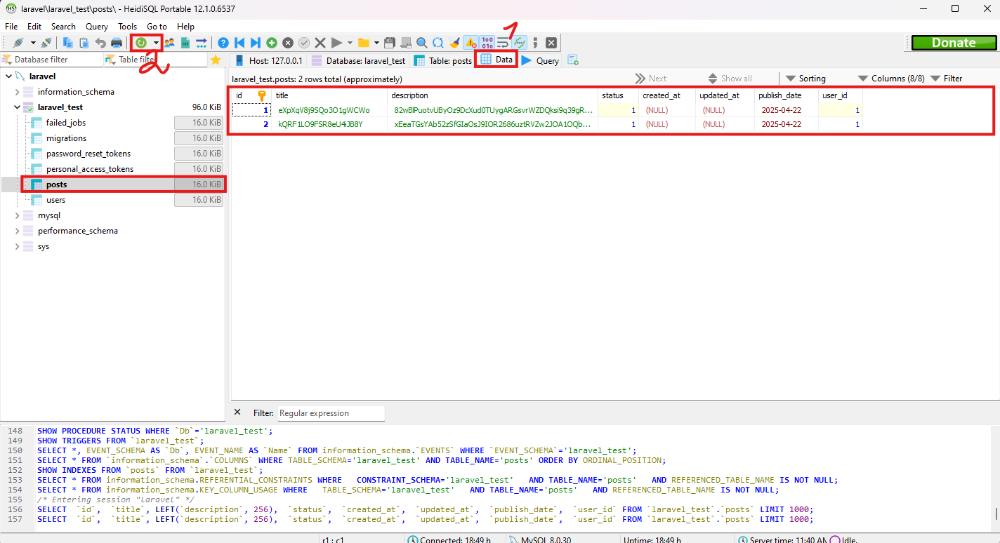 laravel\laravel_test\posts\ - HeidiSQL Portable 12.1.0.6537
File Edit Search Query Tools Go to Help
1
Donate
2
Database filter Table filter Host: 127.0.0.1 Database: laravel_test Table: posts Data Query
laravel laravel_test.posts: 2 rows total (approximately) Next Show all Sorting Columns (8/8) Filter
information_schema id title description status created_at updated_at publish_date user_id
laravel_test 96.0 KiB 1 eXpXqV8j9SQo3O1gWCWo 82wBlPuotvUByOz9DcXud0TUygARGsvrWZDQksi9q39gR... 1 (NULL) (NULL) 2025-04-22 1
failed_jobs 16.0 KiB 2 kQRF1LO9FSR8eU4iJB8Y xEeaTGsYAb52zSfGIaOsJ9IOR2686uztRVZw2JOA1OQb... 1 (NULL) (NULL) 2025-04-22 1
migrations 16.0 KiB
password_reset_tokens 16.0 KiB
personal_access_tokens 16.0 KiB
posts 16.0 KiB
users 16.0 KiB
mysql
performance_schema
sys
Filter: Regular expression
148 SHOW PROCEDURE STATUS WHERE `Db`='laravel_test';
149 SHOW TRIGGERS FROM `laravel_test`;
150 SELECT *, EVENT_SCHEMA AS `Db`, EVENT_NAME AS `Name` FROM information_schema.`EVENTS` WHERE `EVENT_SCHEMA`='laravel_test';
151 SELECT * FROM `information_schema`.`COLUMNS` WHERE TABLE_SCHEMA='laravel_test' AND TABLE_NAME='posts' ORDER BY ORDINAL_POSITION;
152 SHOW INDEXES FROM `posts` FROM `laravel_test`;
153 SELECT * FROM information_schema.REFERENTIAL_CONSTRAINTS WHERE CONSTRAINT_SCHEMA='laravel_test' AND TABLE_NAME='posts' AND REFERENCED_TABLE_NAME IS NOT NULL;
154 SELECT * FROM information_schema.KEY_COLUMN_USAGE WHERE TABLE_SCHEMA='laravel_test' AND TABLE_NAME='posts' AND REFERENCED_TABLE_NAME IS NOT NULL;
155 /* Entering session "laravel" */
156 SELECT `id`, `title`, LEFT(`description`, 256), `status`, `created_at`, `updated_at`, `publish_date`, `user_id` FROM `laravel_test`.`posts` LIMIT 1000;
157 SELECT `id`, `title`, LEFT(`description`, 256), `status`, `created_at`, `updated_at`, `publish_date`, `user_id` FROM `laravel_test`.`posts` LIMIT 1000;
r1 : c1 Connected: 18:49 h MySQL 8.0.30 Uptime: 18:49 h Server time: 11:40 AM Idle.